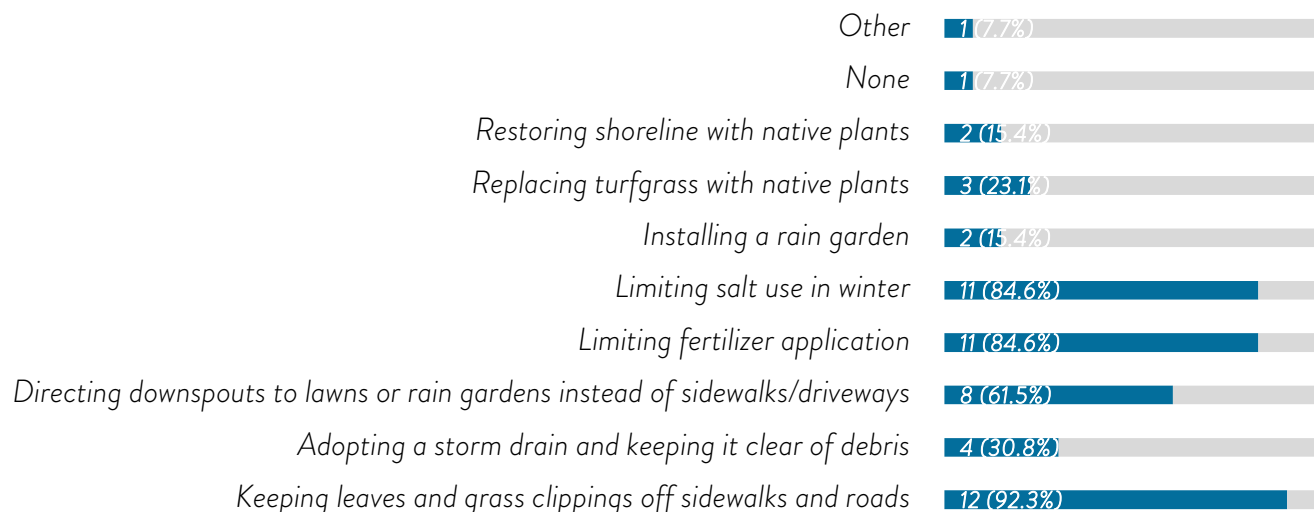 Other 1 (7.7%)
None 1 (7.7%)
Restoring shoreline with native plants 2 (15.4%)
Replacing turfgrass with native plants 3 (23.1%)
Installing a rain garden 2 (15.4%)
Limiting salt use in winter 11 (84.6%)
Limiting fertilizer application 11 (84.6%)
Directing downspouts to lawns or rain gardens instead of sidewalks/driveways 8 (61.5%)
Adopting a storm drain and keeping it clear of debris 4 (30.8%)
Keeping leaves and grass clippings off sidewalks and roads 12 (92.3%)